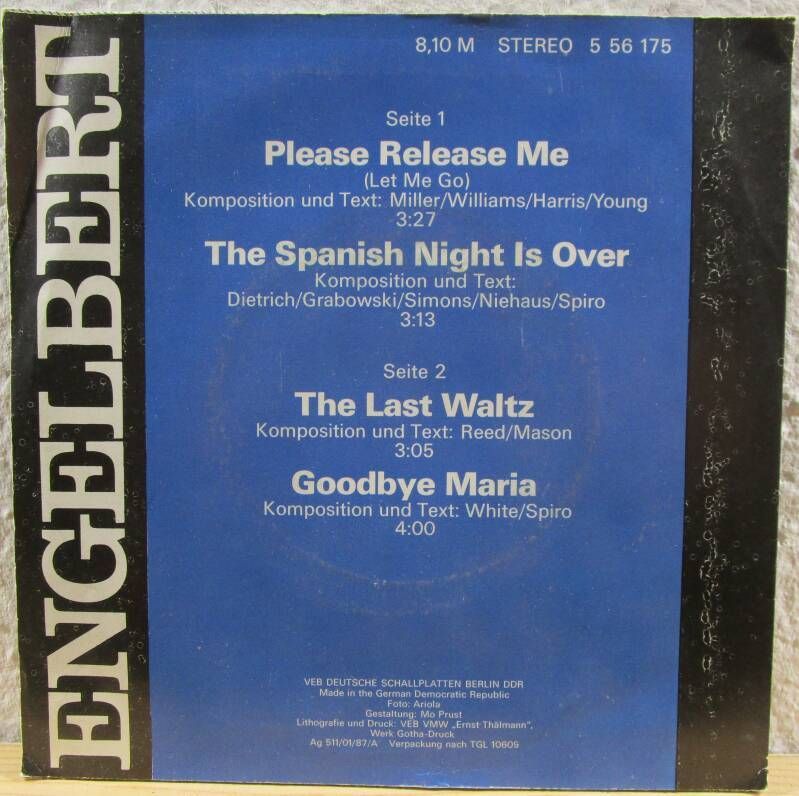 ENGELBERT
8,10 M STEREO 5 56 175
Seite 1
Please Release Me
(Let Me Go)
Komposition und Text: Miller/Williams/Harris/Young
3:27
The Spanish Night Is Over
Komposition und Text:
Dietrich/Grabowski/Simons/Niehaus/Spiro
3:13
Seite 2
The Last Waltz
Komposition und Text: Reed/Mason
3:05
Goodbye Maria
Komposition und Text: White/Spiro
4:00
VEB DEUTSCHE SCHALLPLATTEN BERLIN DDR
Made in the German Democratic Republic
Foto: Ariola
Gestaltung: Mo Prust
Lithografie und Druck: VEB VMW „Ernst Thälmann",
Werk Gotha-Druck
Ag 511/01/87/A Verpackung nach TGL 10605